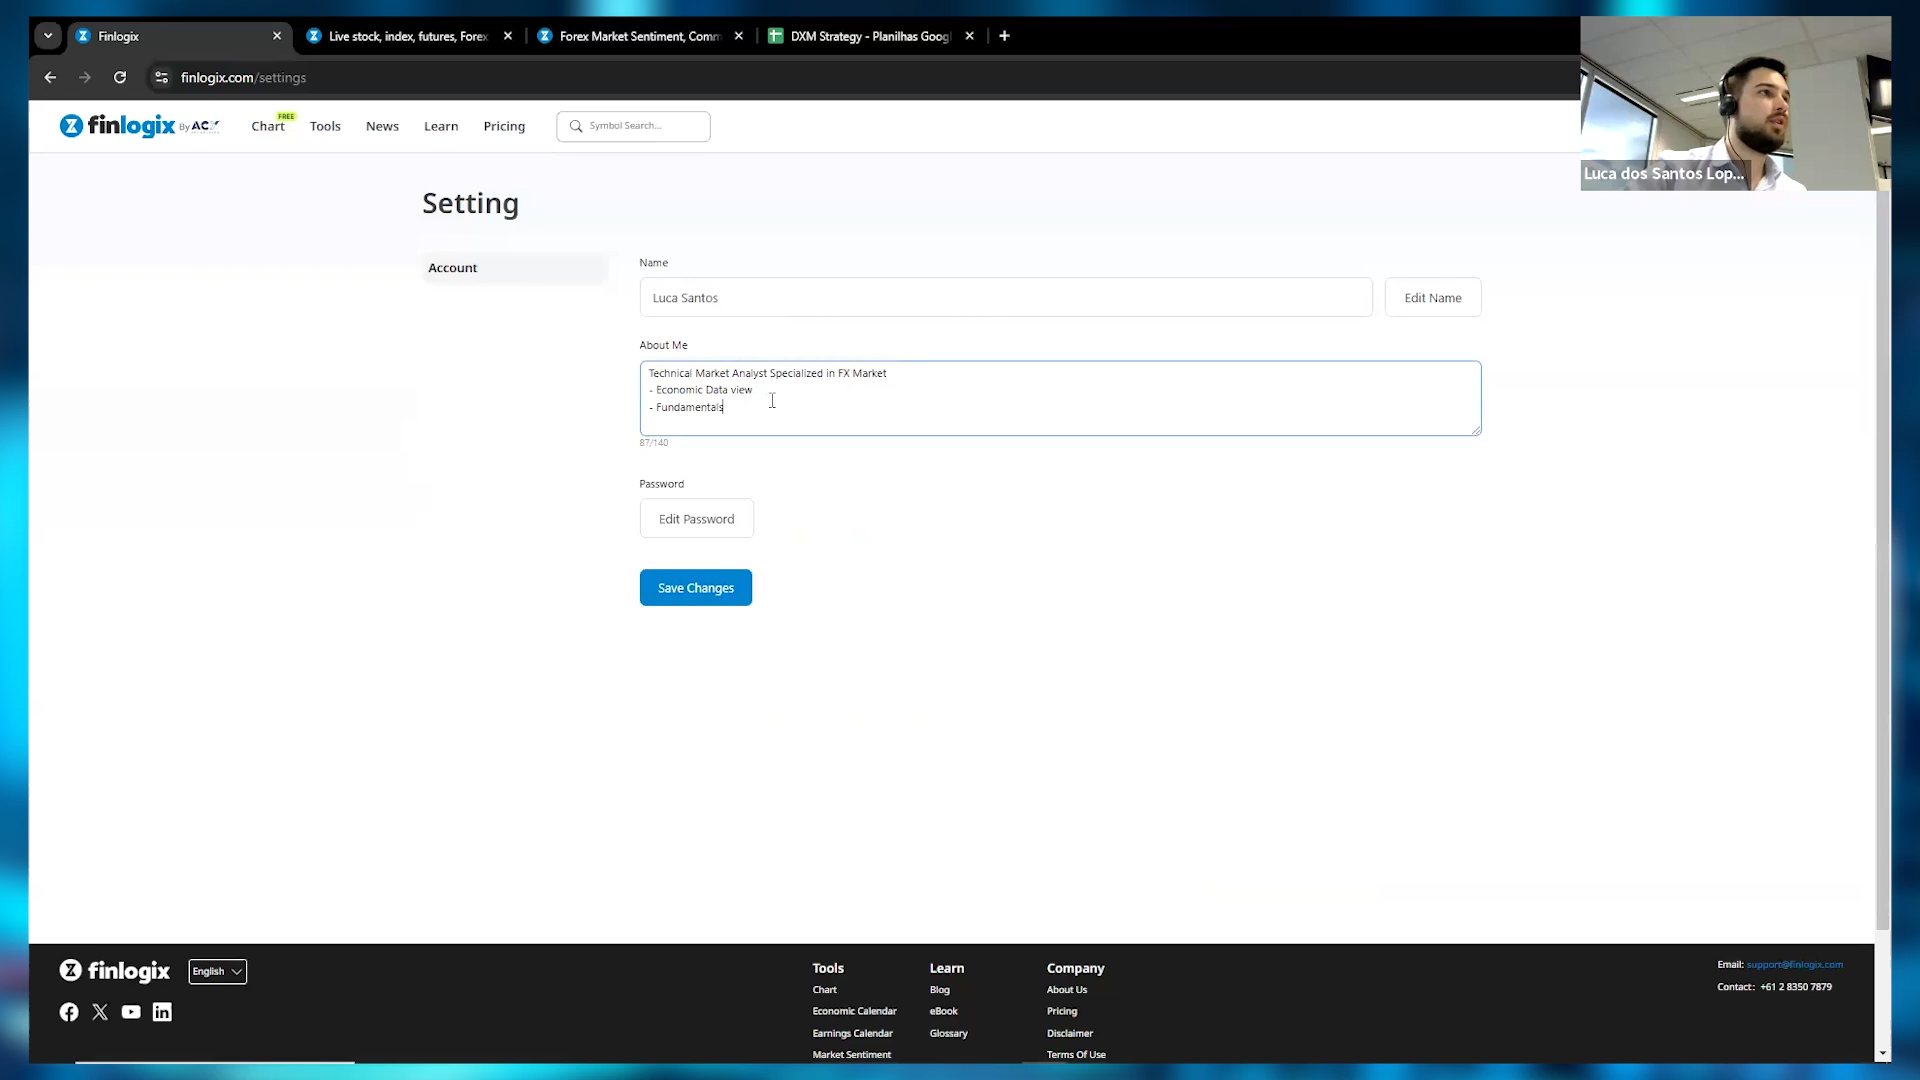 Finlogix
Live stock, index, futures, Forex
Forex Market Sentiment, Comm
DXM Strategy - Planilhas Goog
finlogix.com/settings
finlogix By ACY
Chart
FREE
Tools
News
Learn
Pricing
Symbol Search...
Luca dos Santos Lop...
Setting
Account
Name
Luca Santos
Edit Name
About Me
Technical Market Analyst Specialized in FX Market
- Economic Data view
- Fundamentals
87/140
Password
Edit Password
Save Changes
finlogix
English
Tools
Chart
Economic Calendar
Earnings Calendar
Market Sentiment
Learn
Blog
eBook
Glossary
Company
About Us
Pricing
Disclaimer
Terms Of Use
Email: support@finlogix.com
Contact: +61 2 8350 7879